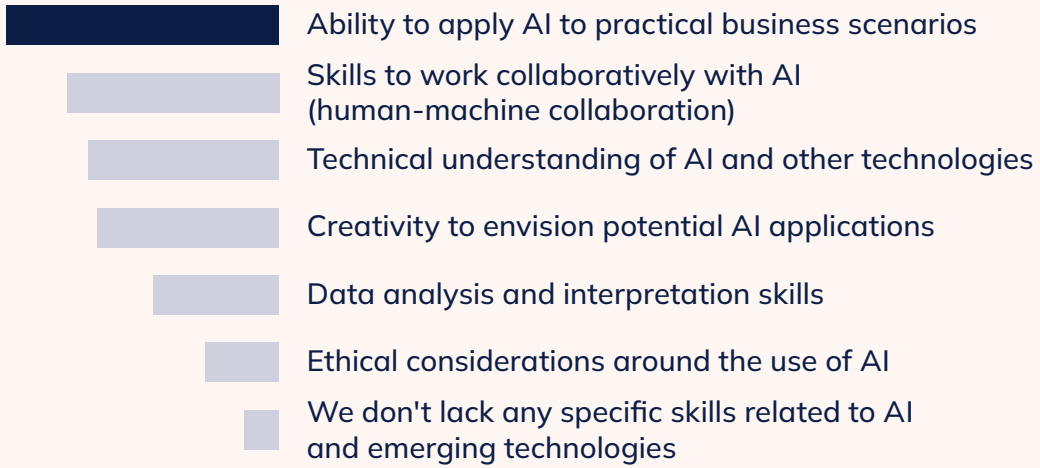 Ability to apply AI to practical business scenarios
Skills to work collaboratively with AI
(human-machine collaboration)
Technical understanding of AI and other technologies
Creativity to envision potential AI applications
Data analysis and interpretation skills
Ethical considerations around the use of AI
We don't lack any specific skills related to AI
and emerging technologies